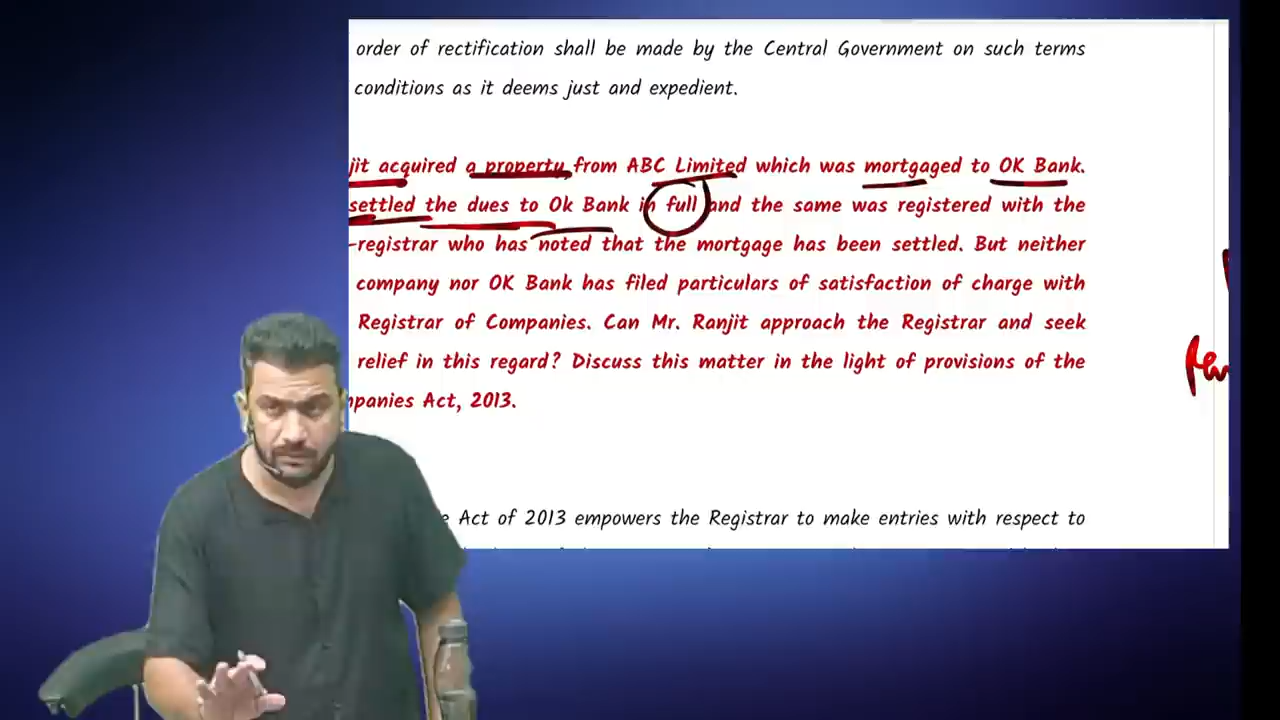 order of rectification shall be made by the Central Government on such terms
conditions as it deems just and expedient.
jit acquired a property from ABC Limited which was mortgaged to OK Bank.
settled the dues to Ok Bank in full and the same was registered with the
-registrar who has noted that the mortgage has been settled. But neither
company nor OK Bank has filed particulars of satisfaction of charge with
Registrar of Companies. Can Mr. Ranjit approach the Registrar and seek
relief in this regard? Discuss this matter in the light of provisions of the
mpanies Act, 2013.
e Act of 2013 empowers the Registrar to make entries with respect to